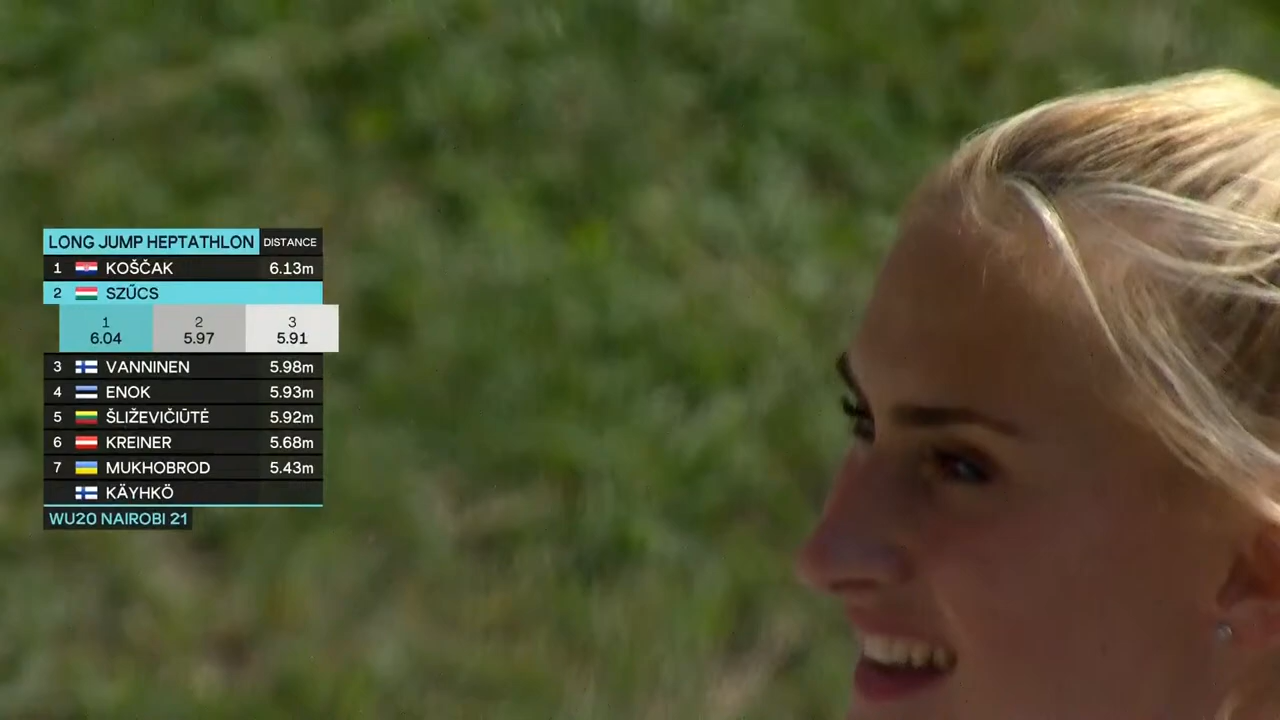 LONG JUMP HEPTATHLON DISTANCE
1 KOŠČAK 6.13m
2 SZŰCS
1 2 3
6.04 5.97 5.91
3 VANNINEN 5.98m
4 ENOK 5.93m
5 ŠLIŽEVIČIŪTĖ 5.92m
6 KREINER 5.68m
7 MUKHOBROD 5.43m
KÄYHKÖ
WU20 NAIROBI 21